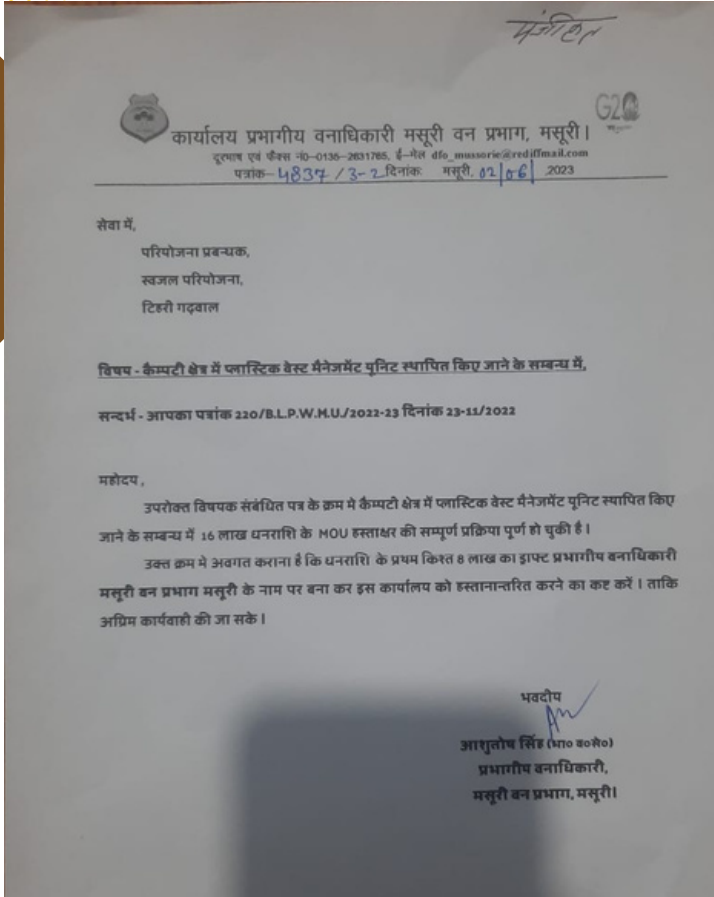 पंजीकृत
G20
कार्यालय प्रभागीय वनाधिकारी मसूरी वन प्रभाग, मसूरी।
दूरभाष एवं फैक्स नं0–0135–2631765, ई–मेल dfo_mussorie@rediffmail.com
पत्रांक– 4837 / 3-2 दिनांक: मसूरी, 02/06/ 2023
सेवा में,
परियोजना प्रबन्धक,
स्वजल परियोजना,
टिहरी गढ़वाल
विषय - कैम्पटी क्षेत्र में प्लास्टिक वेस्ट मैनेजमेंट यूनिट स्थापित किए जाने के सम्बन्ध में,
सन्दर्भ - आपका पत्रांक 220/B.L.P.W.M.U./2022-23 दिनांक 23-11/2022
महोदय,
उपरोक्त विषयक संबंधित पत्र के क्रम मे कैम्पटी क्षेत्र में प्लास्टिक वेस्ट मैनेजमेंट यूनिट स्थापित किए
जाने के सम्बन्ध में 16 लाख धनराशि के MOU हस्ताक्षर की सम्पूर्ण प्रक्रिया पूर्ण हो चुकी है।
उक्त क्रम मे अवगत कराना है कि धनराशि के प्रथम किश्त 8 लाख का ड्राफ्ट प्रभागीय वनाधिकारी
मसूरी वन प्रभाग मसूरी के नाम पर बना कर इस कार्यालय को हस्तानान्तरित करने का कष्ट करें। ताकि
अग्रिम कार्यवाही की जा सके।
भवदीय
आशुतोष सिंह (भा० व०से०)
प्रभागीय वनाधिकारी,
मसूरी वन प्रभाग, मसूरी।